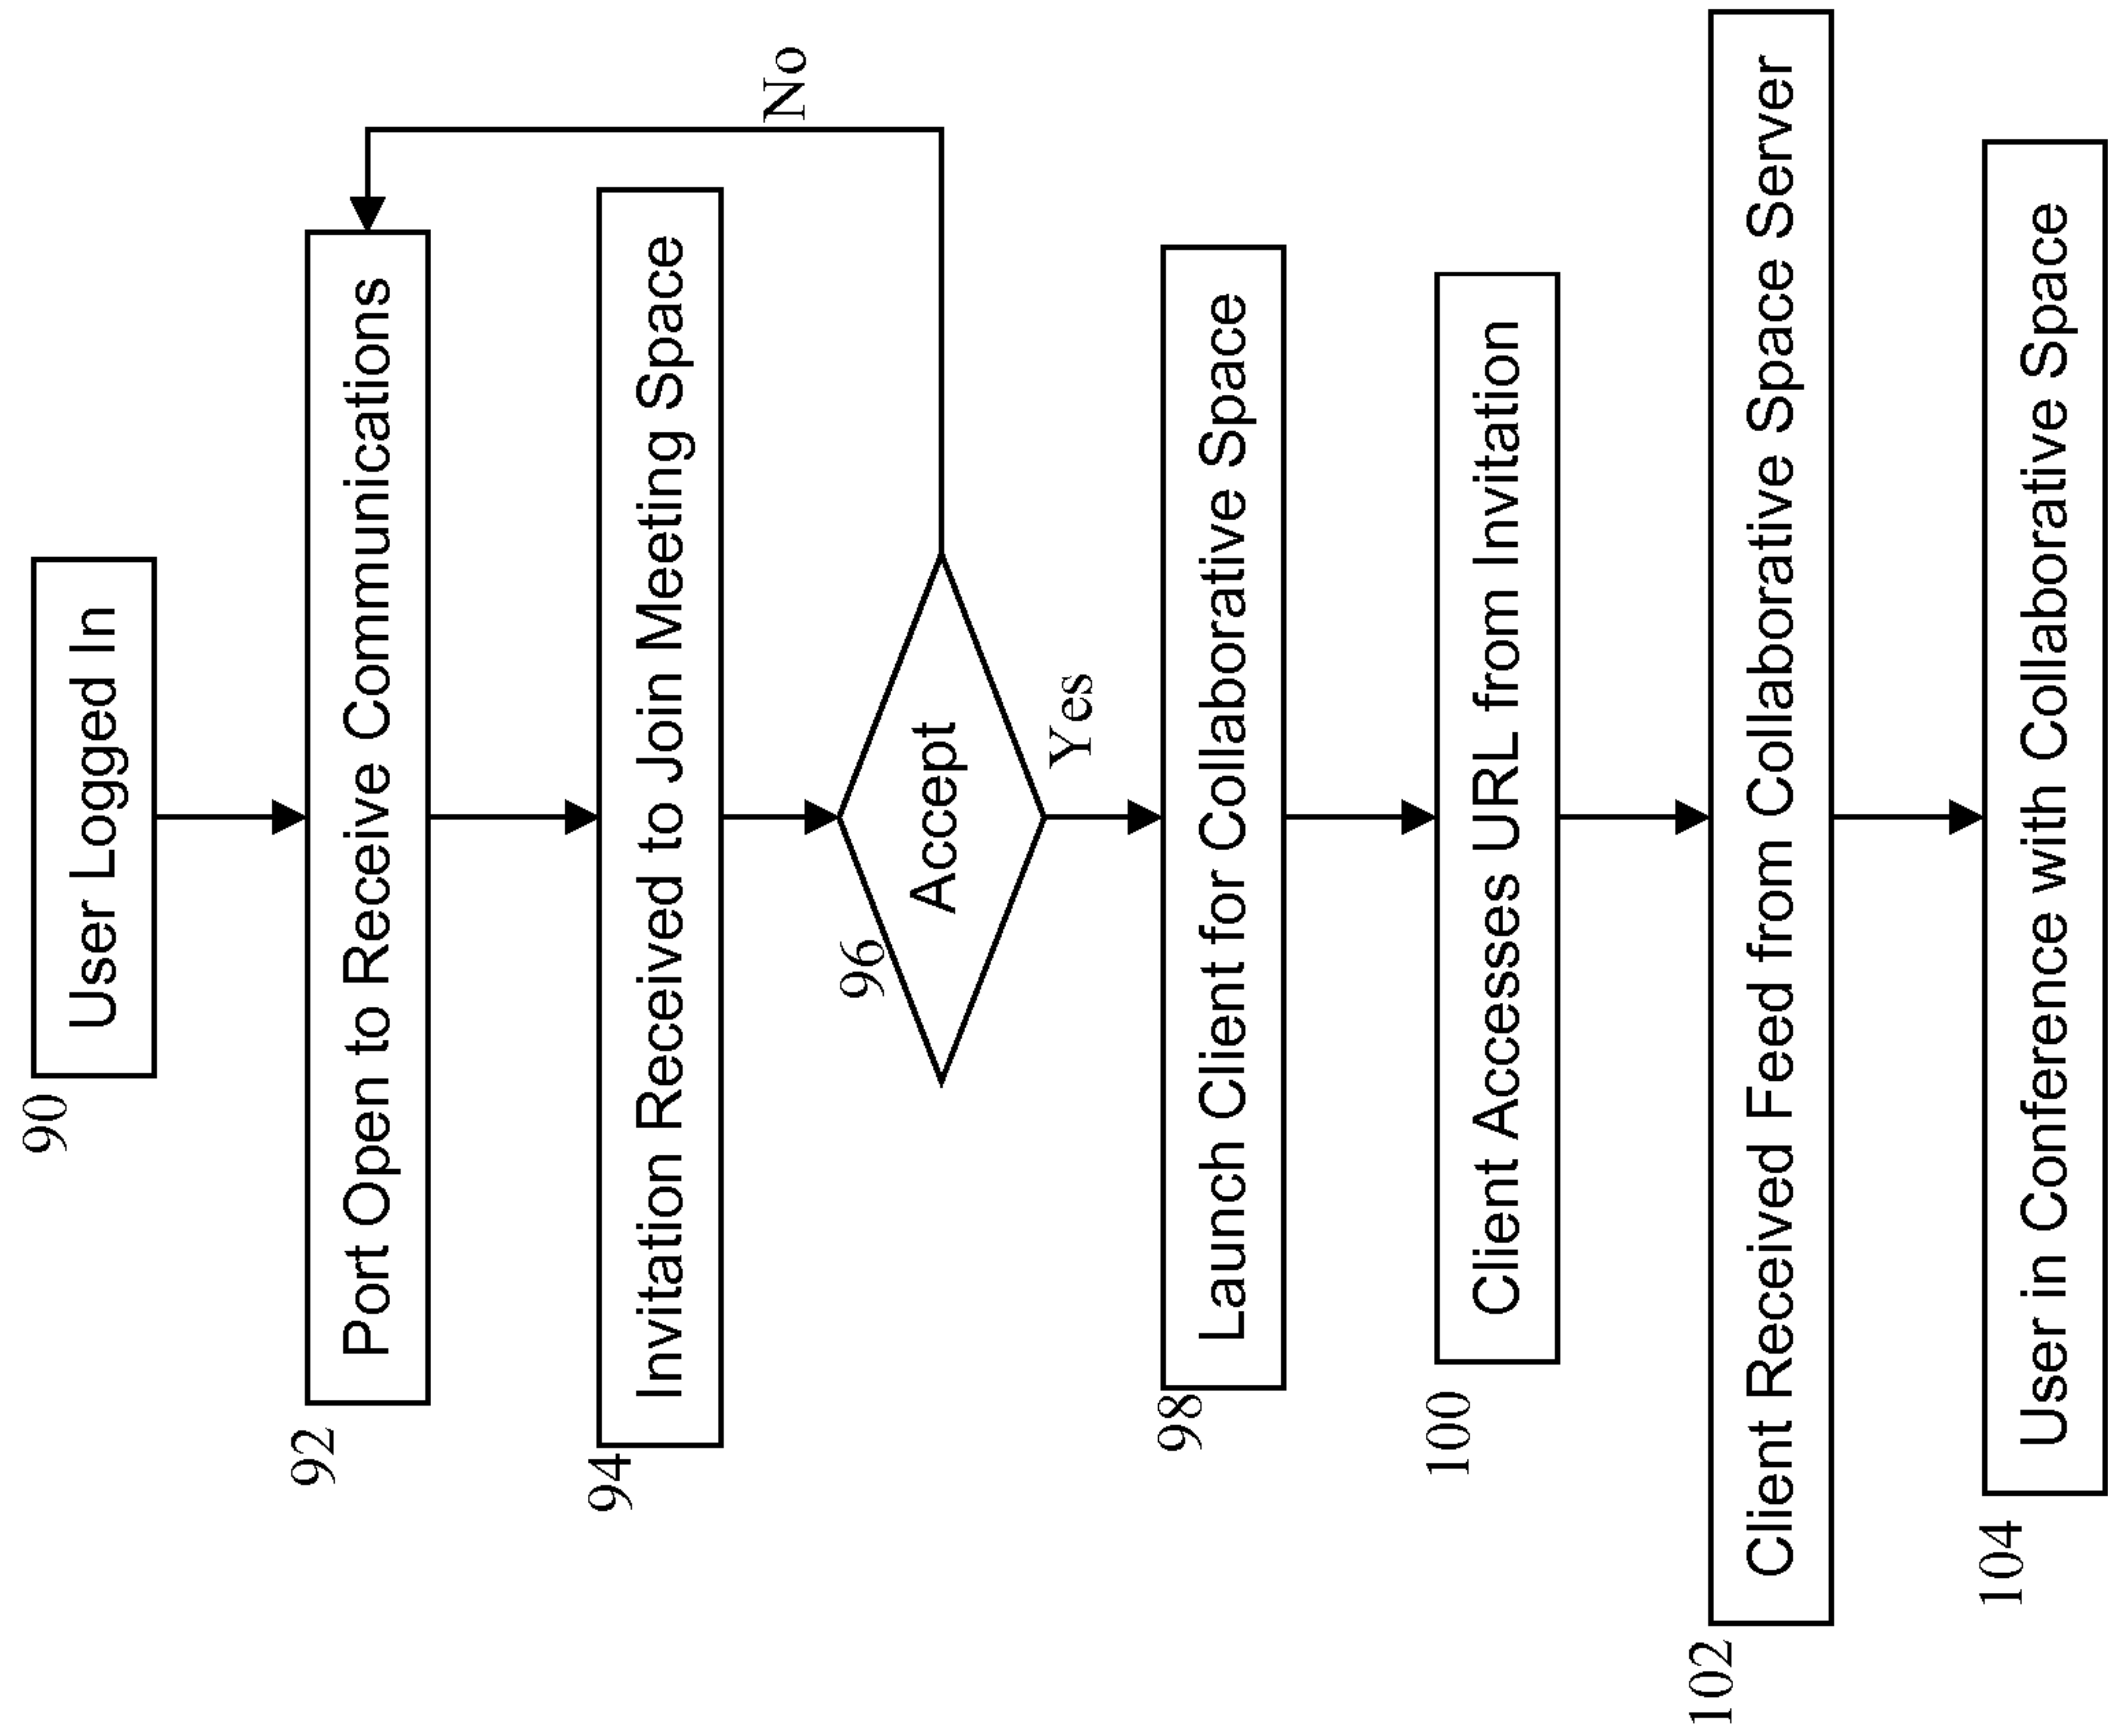 90
User Logged In
92
Port Open to Receive Communications
94
Invitation Received to Join Meeting Space
96
Accept
No
Yes
98
Launch Client for Collaborative Space
100
Client Accesses URL from Invitation
102
Client Received Feed from Collaborative Space Server
104
User in Conference with Collaborative Space